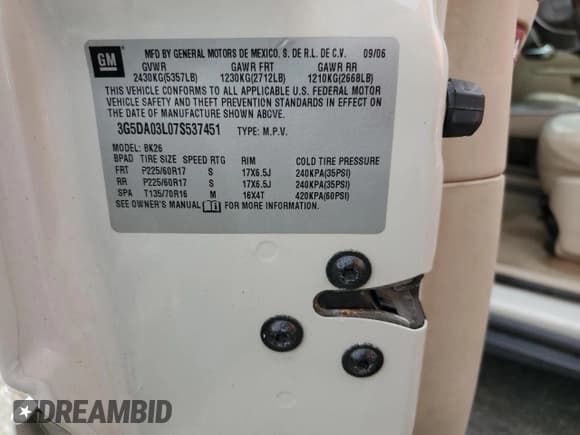 GM
MFD BY GENERAL MOTORS DE MEXICO, S. DE R.L. DE C.V. 09/06
GVWR GAWR FRT GAWR RR
2430KG(5357LB) 1230KG(2712LB) 1210KG(2668LB)
THIS VEHICLE CONFORMS TO ALL APPLICABLE U.S. FEDERAL MOTOR
VEHICLE SAFETY AND THEFT PREVENTION STANDARDS IN EFFECT ON
THE DATE OF MANUFACTURE SHOWN ABOVE.
3G5DA03L07S537451 TYPE: M.P.V.
MODEL: BK26
BPAD TIRE SIZE SPEED RTG RIM COLD TIRE PRESSURE
FRT P225/60R17 S 17X6.5J 240KPA(35PSI)
RR P225/60R17 S 17X6.5J 240KPA(35PSI)
SPA T135/70R16 M 16X4T 420KPA(60PSI)
SEE OWNER'S MANUAL FOR MORE INFORMATION.
DREAMBID